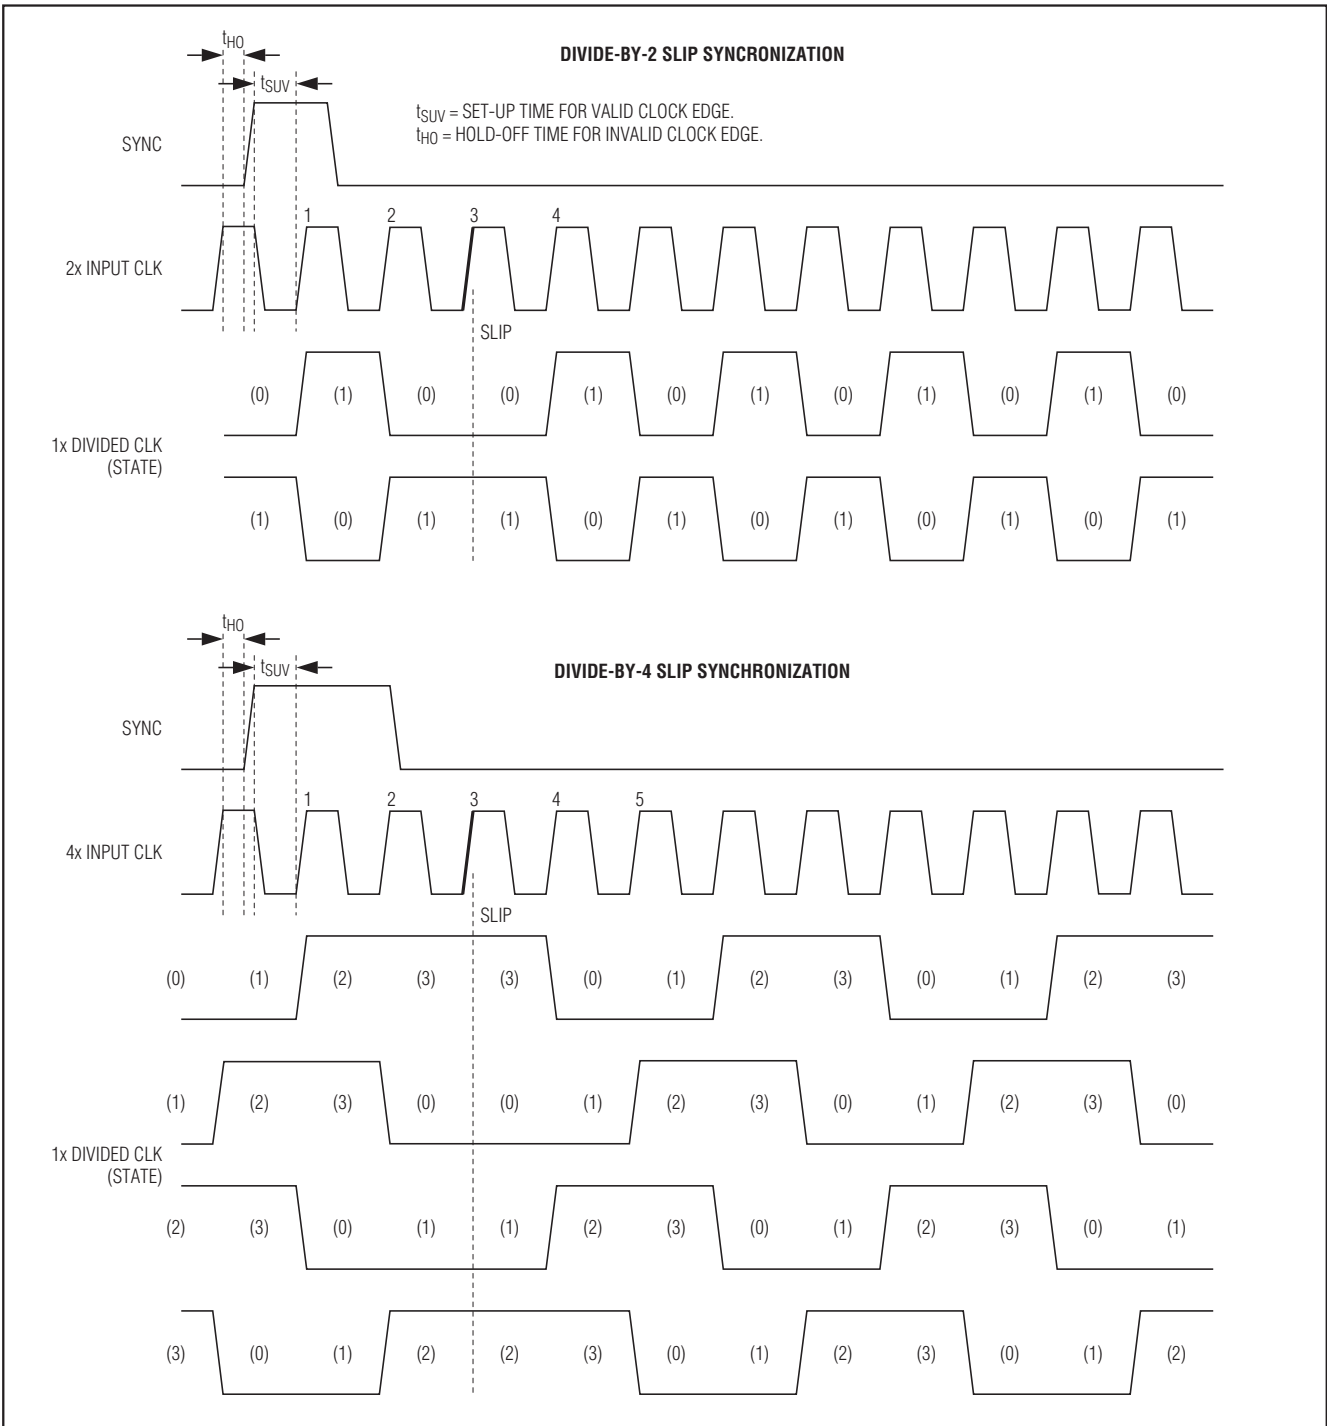 tHO
DIVIDE-BY-2 SLIP SYNCRONIZATION
tSUV
tSUV = SET-UP TIME FOR VALID CLOCK EDGE.
tHO = HOLD-OFF TIME FOR INVALID CLOCK EDGE.
SYNC
1 2 3 4
2x INPUT CLK
SLIP
(0) (1) (0) (0) (1) (0) (1) (0) (1) (0) (1) (0)
1x DIVIDED CLK
(STATE)
(1) (0) (1) (1) (0) (1) (0) (1) (0) (1) (0) (1)
tHO
tSUV
DIVIDE-BY-4 SLIP SYNCHRONIZATION
SYNC
1 2 3 4 5
4x INPUT CLK
SLIP
(0) (1) (2) (3) (3) (0) (1) (2) (3) (0) (1) (2) (3)
(1) (2) (3) (0) (0) (1) (2) (3) (0) (1) (2) (3) (0)
1x DIVIDED CLK
(STATE)
(2) (3) (0) (1) (1) (2) (3) (0) (1) (2) (3) (0) (1)
(3) (0) (1) (2) (2) (3) (0) (1) (2) (3) (0) (1) (2)